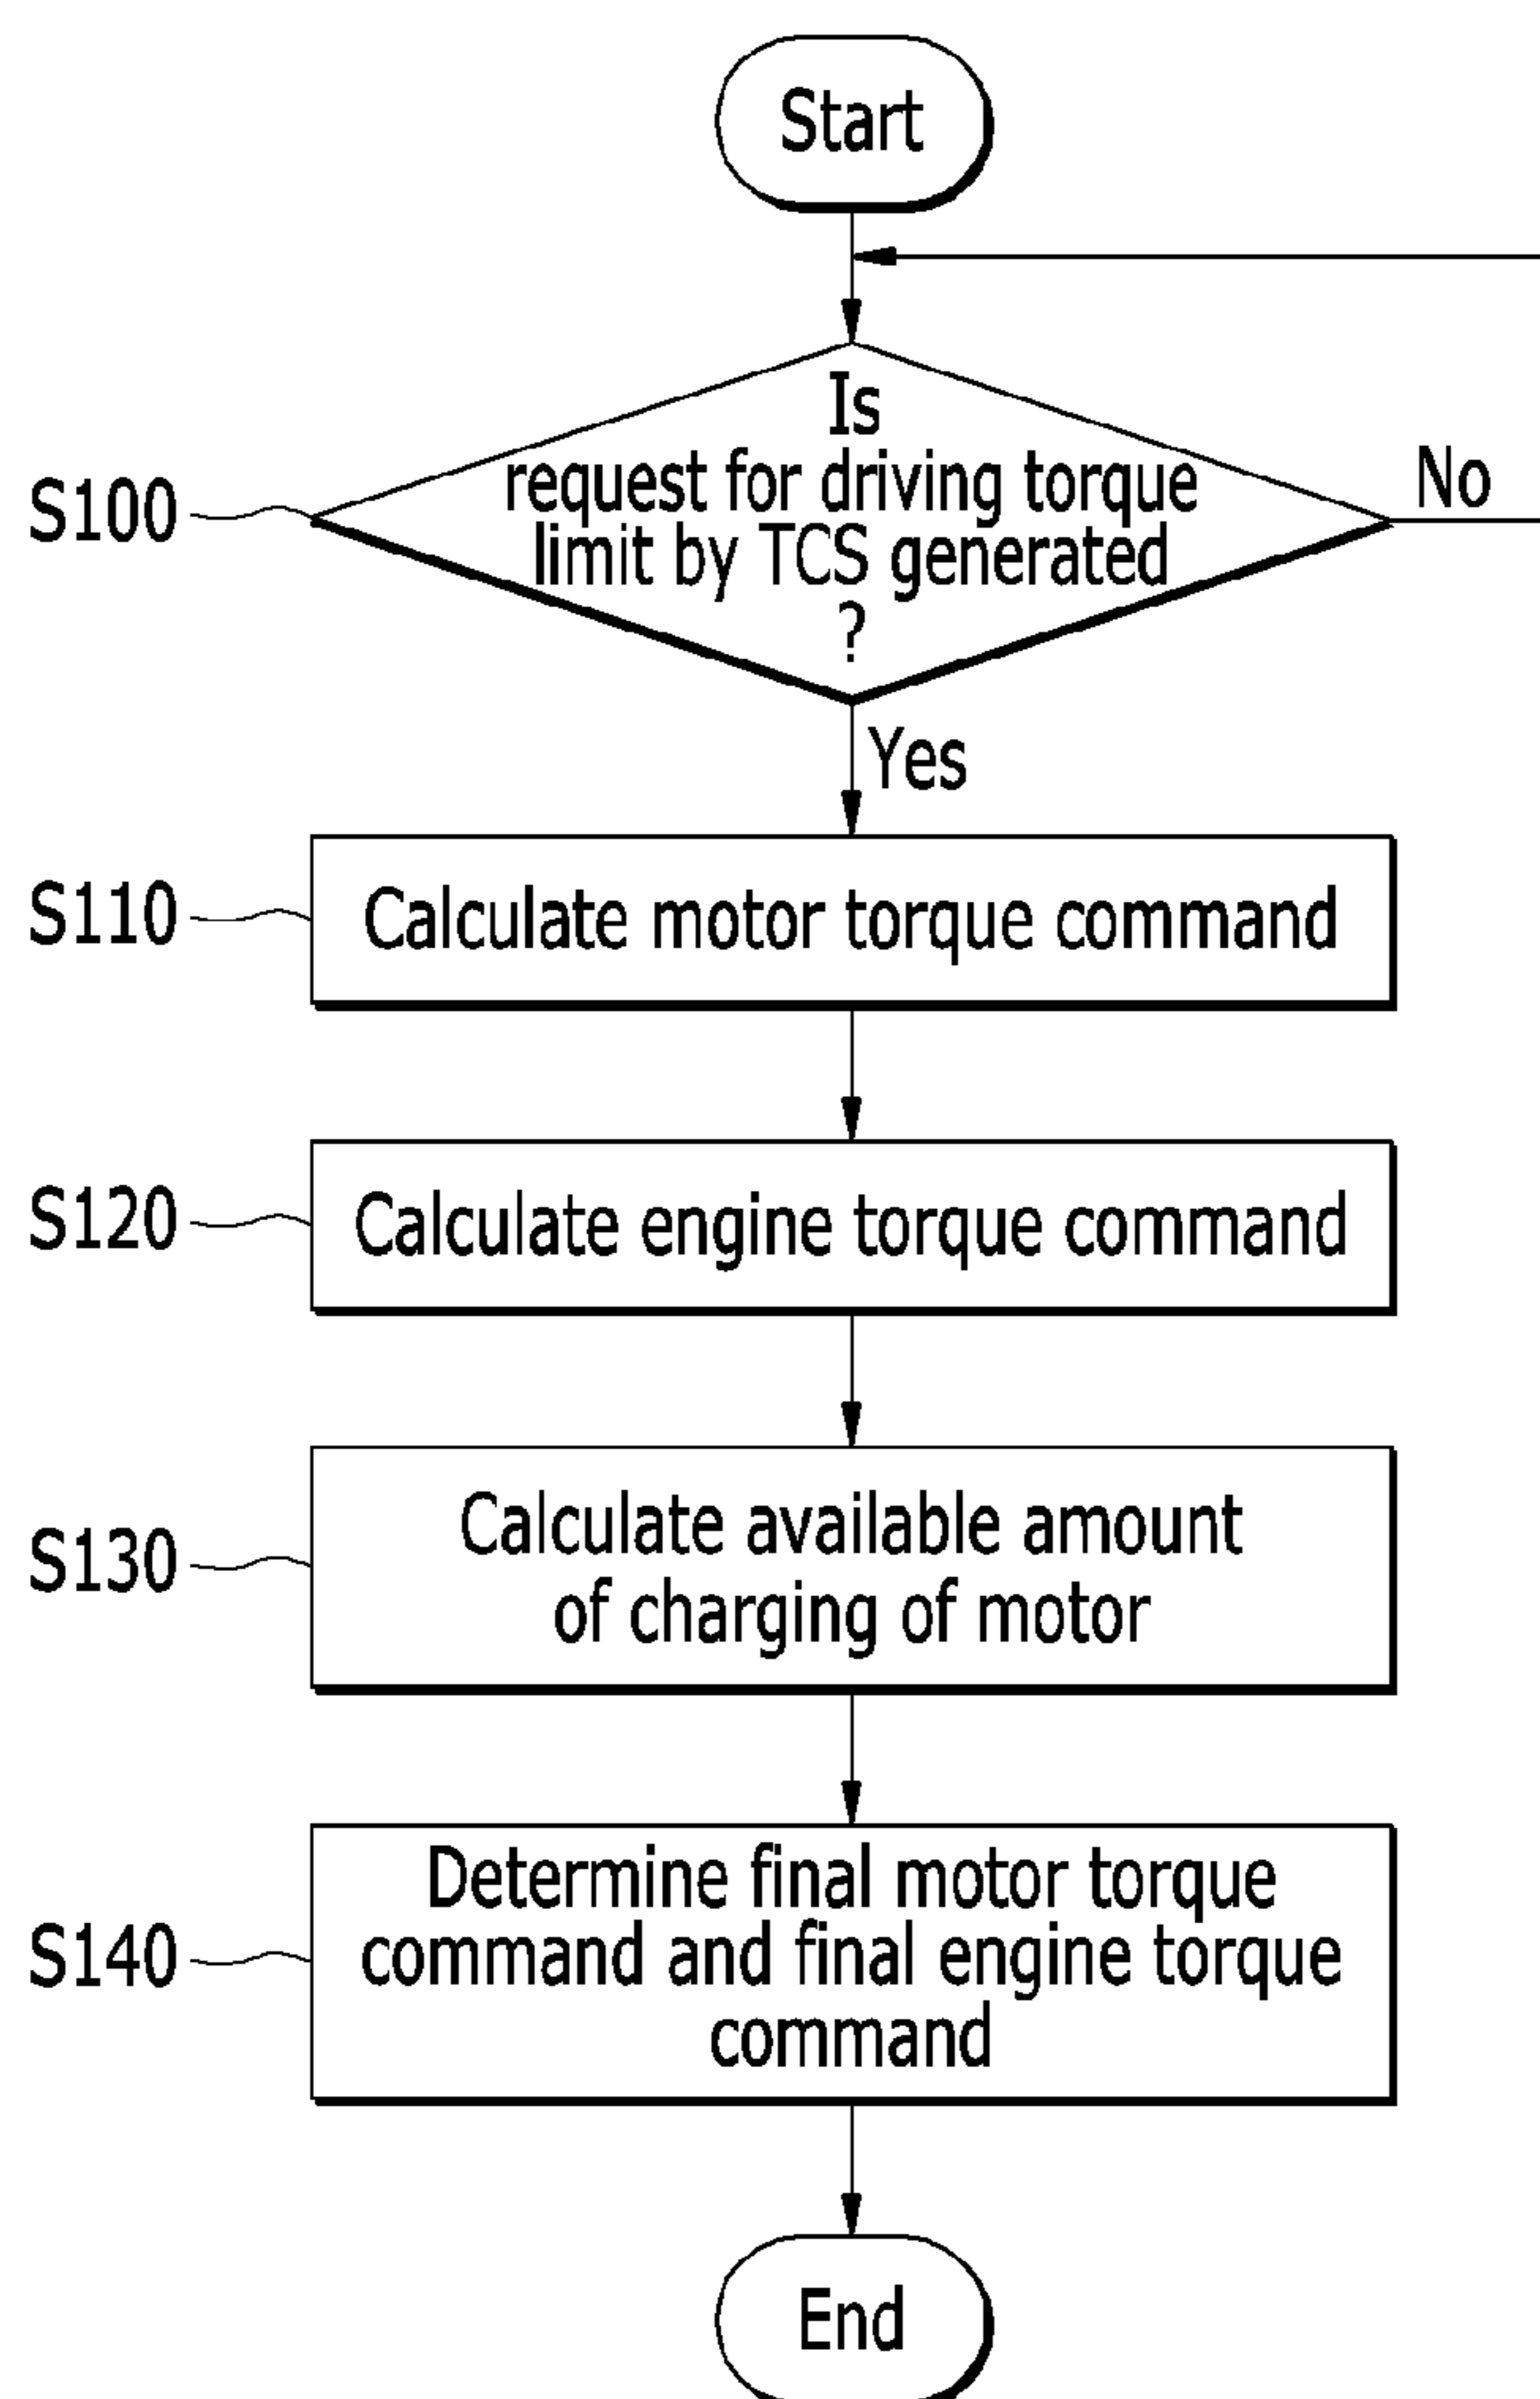 Start
Is
request for driving torque
limit by TCS generated
?
S100
No
Yes
S110
Calculate motor torque command
S120
Calculate engine torque command
S130
Calculate available amount
of charging of motor
S140
Determine final motor torque
command and final engine torque
command
End